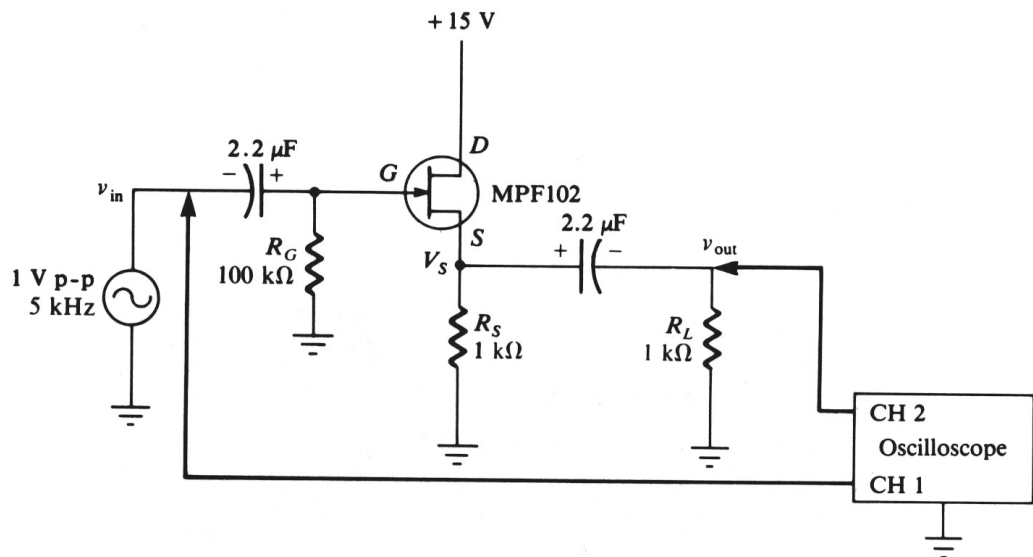 +15 V
D
2.2 μF
- +
G
MPF102
v_in
S
2.2 μF
+ -
V_S
v_out
R_G
100 kΩ
1 V p-p
5 kHz
R_S
1 kΩ
R_L
1 kΩ
CH 2
Oscilloscope
CH 1